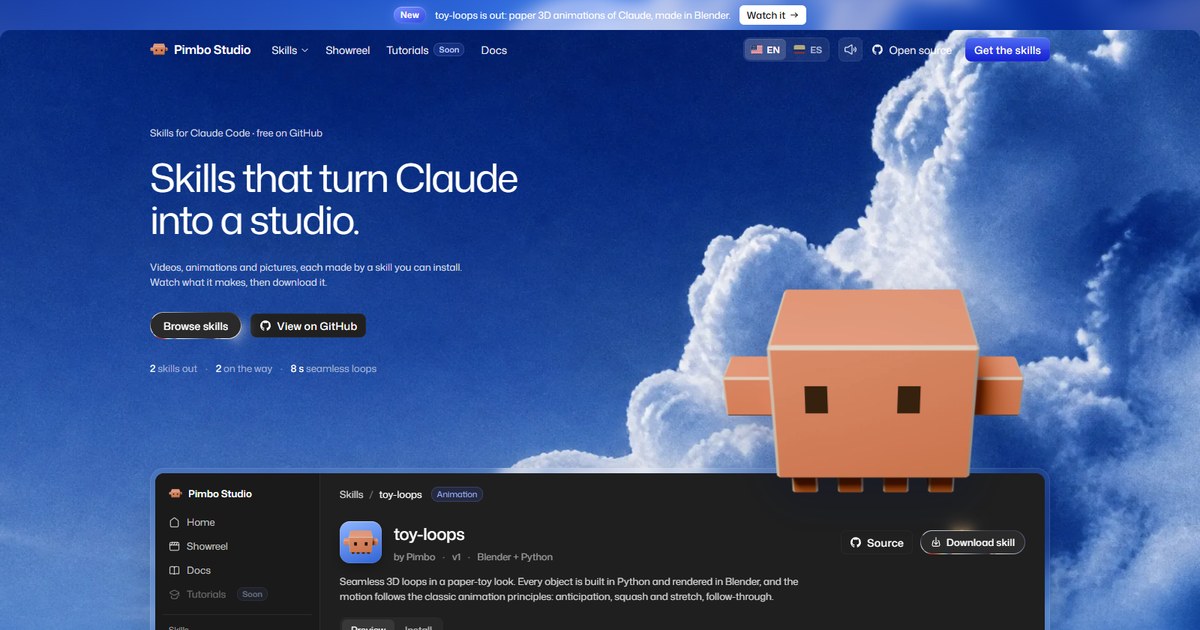 New toy-loops is out: paper 3D animations of Claude, made in Blender. Watch it →
Pimbo Studio Skills Showreel Tutorials Soon Docs EN ES Open source Get the skills
Skills for Claude Code · free on GitHub
Skills that turn Claude
into a studio.
Videos, animations and pictures, each made by a skill you can install.
Watch what it makes, then download it.
Browse skills View on GitHub
2 skills out · 2 on the way · 8 s seamless loops
Pimbo Studio
Home
Showreel
Docs
Tutorials Soon
Skills
Skills / toy-loops Animation
toy-loops
by Pimbo · v1 · Blender + Python
Source Download skill
Seamless 3D loops in a paper-toy look. Every object is built in Python and rendered in Blender, and the
motion follows the classic animation principles: anticipation, squash and stretch, follow-through.
Preview Install